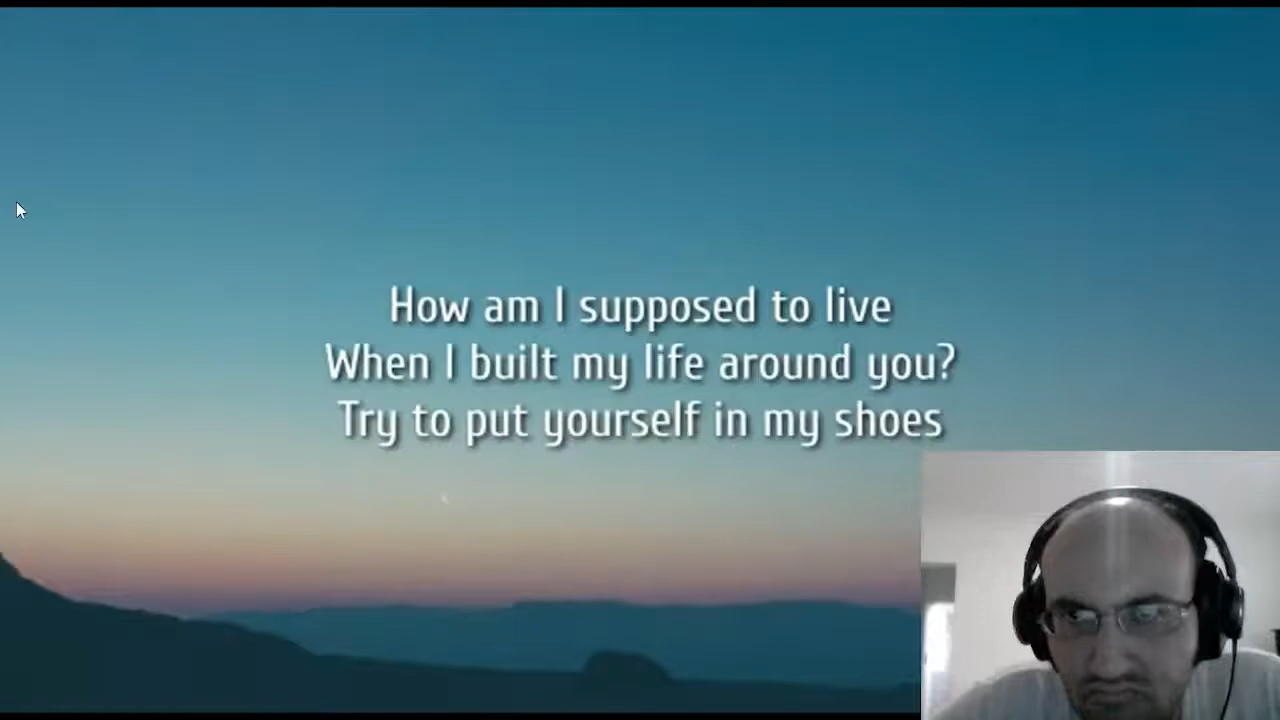 How am I supposed to live
When I built my life around you?
Try to put yourself in my shoes